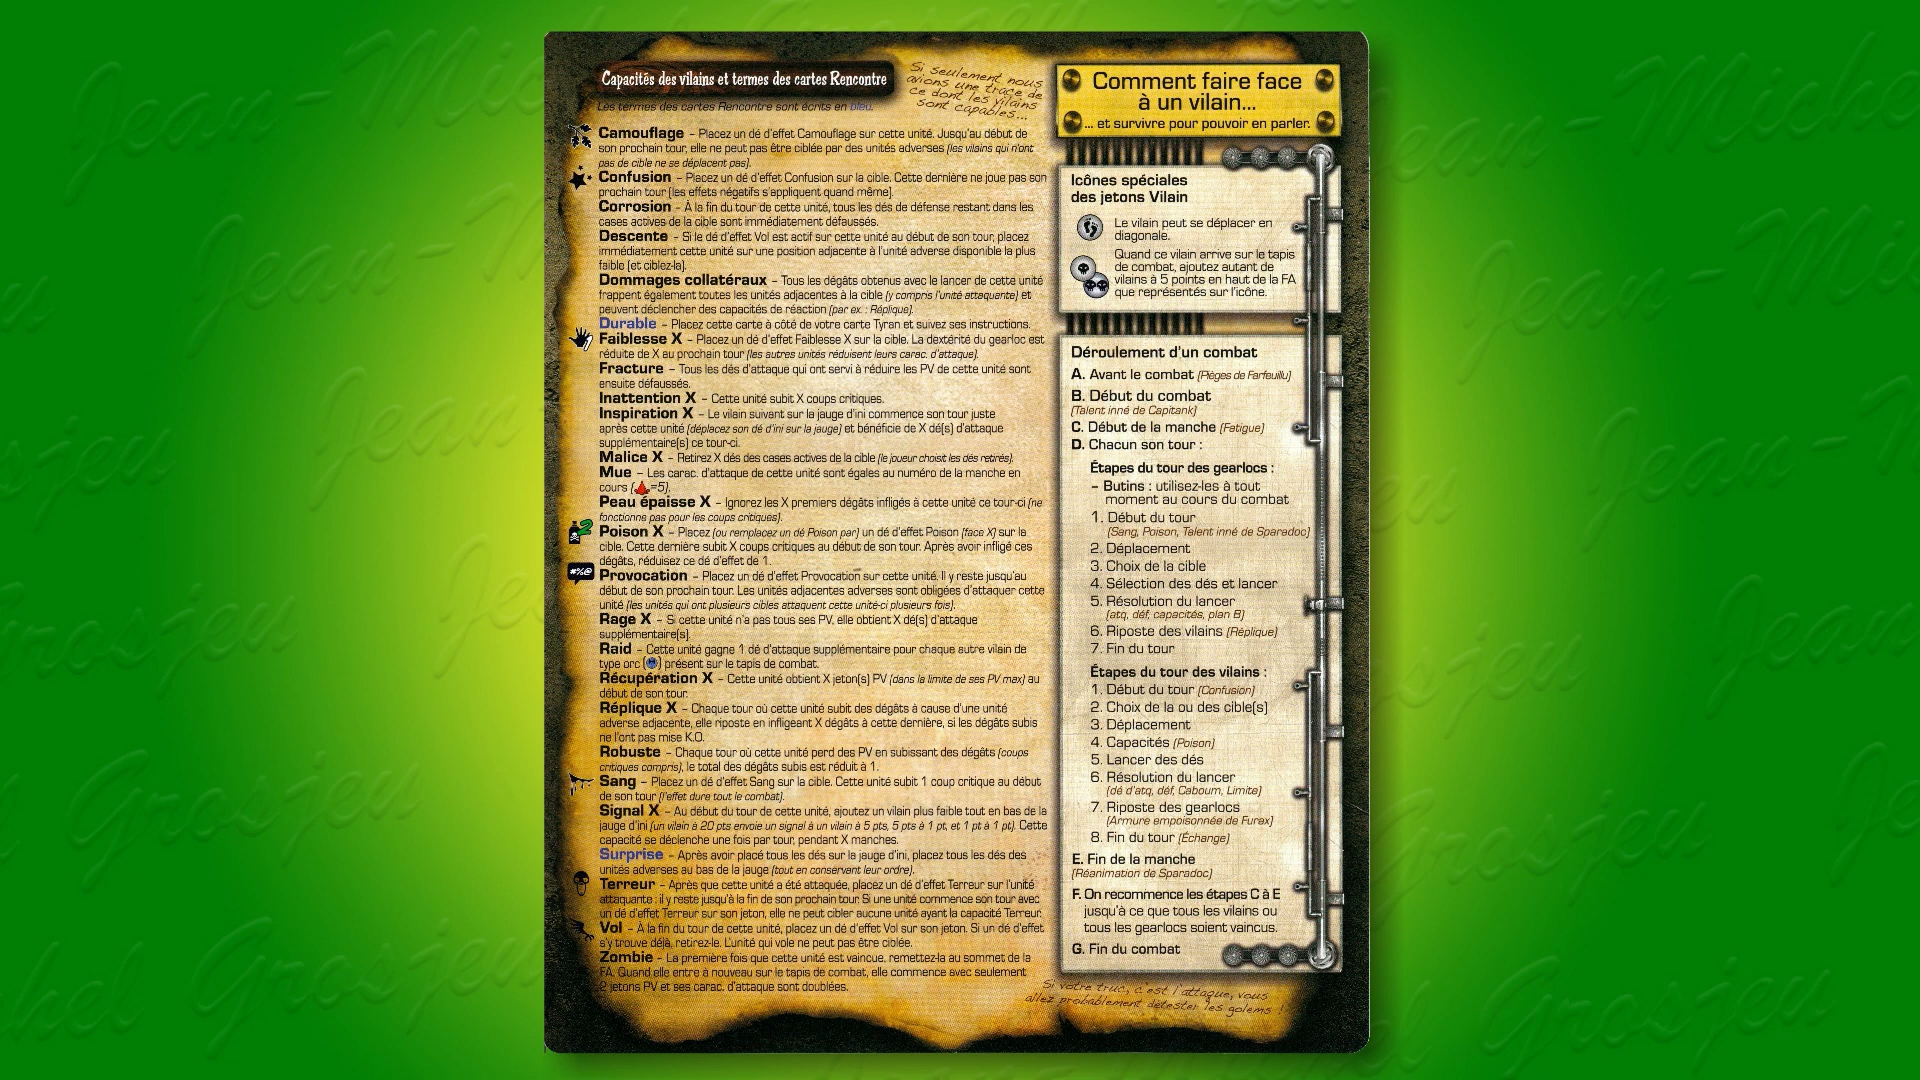 Capacités des vilains et termes des cartes Rencontre
Les termes des cartes Rencontre sont écrits en bleu.
Si seulement nous
avions une trace de
ce dont les vilains
sont capables...
Camouflage – Placez un dé d'effet Camouflage sur cette unité. Jusqu'au début de
son prochain tour, elle ne peut pas être ciblée par des unités adverses (les vilains qui n'ont
pas de cible ne se déplacent pas).
Confusion – Placez un dé d'effet Confusion sur la cible. Cette dernière ne joue pas son
prochain tour (les effets négatifs s'appliquent quand même).
Corrosion – À la fin du tour de cette unité, tous les dés de défense restant dans les
cases actives de la cible sont immédiatement défaussés.
Descente – Si le dé d'effet Vol est actif sur cette unité au début de son tour, placez
immédiatement cette unité sur une position adjacente à l'unité adverse disponible la plus
faible (et ciblez-la).
Dommages collatéraux – Tous les dégâts obtenus avec le lancer de cette unité
frappent également toutes les unités adjacentes à la cible (y compris l'unité attaquante) et
peuvent déclencher des capacités de réaction (par ex. : Réplique).
Durable – Placez cette carte à côté de votre carte Tyran et suivez ses instructions.
Faiblesse X – Placez un dé d'effet Faiblesse X sur la cible. La dextérité du gearloc est
réduite de X au prochain tour (les autres unités réduisent leurs carac. d'attaque).
Fracture – Tous les dés d'attaque qui ont servi à réduire les PV de cette unité sont
ensuite défaussés.
Inattention X – Cette unité subit X coups critiques.
Inspiration X – Le vilain suivant sur la jauge d'ini commence son tour juste
après cette unité (déplacez son dé d'ini sur la jauge) et bénéficie de X dé(s) d'attaque
supplémentaire(s) ce tour-ci.
Malice X – Retirez X dés des cases actives de la cible (le joueur choisit les dés retirés).
Mue – Les carac. d'attaque de cette unité sont égales au numéro de la manche en
cours (=5).
Peau épaisse X – Ignorez les X premiers dégâts infligés à cette unité ce tour-ci (ne
fonctionne pas pour les coups critiques).
Poison X – Placez (ou remplacez un dé Poison par) un dé d'effet Poison (face X) sur la
cible. Cette dernière subit X coups critiques au début de son tour. Après avoir infligé ces
dégâts, réduisez ce dé d'effet de 1.
#%@
Provocation – Placez un dé d'effet Provocation sur cette unité. Il y reste jusqu'au
début de son prochain tour. Les unités adjacentes adverses sont obligées d'attaquer cette
unité (les unités qui ont plusieurs cibles attaquent cette unité-ci plusieurs fois).
Rage X – Si cette unité n'a pas tous ses PV, elle obtient X dé(s) d'attaque
supplémentaire(s).
Raid – Cette unité gagne 1 dé d'attaque supplémentaire pour chaque autre vilain de
type orc () présent sur le tapis de combat.
Récupération X – Cette unité obtient X jeton(s) PV (dans la limite de ses PV max) au
début de son tour.
Réplique X – Chaque tour où cette unité subit des dégâts à cause d'une unité
adverse adjacente, elle riposte en infligeant X dégâts à cette dernière, si les dégâts subis
ne l'ont pas mise K.O.
Robuste – Chaque tour où cette unité perd des PV en subissant des dégâts (coups
critiques compris), le total des dégâts subis est réduit à 1.
Sang – Placez un dé d'effet Sang sur la cible. Cette unité subit 1 coup critique au début
de son tour (l'effet dure tout le combat).
Signal X – Au début du tour de cette unité, ajoutez un vilain plus faible tout en bas de la
jauge d'ini (un vilain à 20 pts envoie un signal à un vilain à 5 pts, 5 pts à 1 pt, et 1 pt à 1 pt). Cette
capacité se déclenche une fois par tour, pendant X manches.
Surprise – Après avoir placé tous les dés sur la jauge d'ini, placez tous les dés des
unités adverses au bas de la jauge (tout en conservant leur ordre).
Terreur – Après que cette unité a été attaquée, placez un dé d'effet Terreur sur l'unité
attaquante : il y reste jusqu'à la fin de son prochain tour. Si une unité commence son tour avec
un dé d'effet Terreur sur son jeton, elle ne peut cibler aucune unité ayant la capacité Terreur.
Vol – À la fin du tour de cette unité, placez un dé d'effet Vol sur son jeton. Si un dé d'effet
s'y trouve déjà, retirez-le. L'unité qui vole ne peut pas être ciblée.
Zombie – La première fois que cette unité est vaincue, remettez-la au sommet de la
FA. Quand elle entre à nouveau sur le tapis de combat, elle commence avec seulement
2 jetons PV et ses carac. d'attaque sont doublées.
Comment faire face
à un vilain...
... et survivre pour pouvoir en parler.
Icônes spéciales
des jetons Vilain
Le vilain peut se déplacer en
diagonale.
Quand ce vilain arrive sur le tapis
de combat, ajoutez autant de
vilains à 5 points en haut de la FA
que représentés sur l'icône.
Déroulement d'un combat
A. Avant le combat (Pièges de Farfeuillu)
B. Début du combat
(Talent inné de Capitank)
C. Début de la manche (Fatigue)
D. Chacun son tour :
Étapes du tour des gearlocs :
– Butins : utilisez-les à tout
moment au cours du combat
1. Début du tour
(Sang, Poison, Talent inné de Sparadoc)
2. Déplacement
3. Choix de la cible
4. Sélection des dés et lancer
5. Résolution du lancer
(atq, déf, capacités, plan B)
6. Riposte des vilains (Réplique)
7. Fin du tour
Étapes du tour des vilains :
1. Début du tour (Confusion)
2. Choix de la ou des cible(s)
3. Déplacement
4. Capacités (Poison)
5. Lancer des dés
6. Résolution du lancer
(dé d'atq, déf, Caboum, Limite)
7. Riposte des gearlocs
(Armure empoisonnée de Furax)
8. Fin du tour (Échange)
E. Fin de la manche
(Réanimation de Sparadoc)
F. On recommence les étapes C à E
jusqu'à ce que tous les vilains ou
tous les gearlocs soient vaincus.
G. Fin du combat
Si votre truc, c'est l'attaque, vous
allez probablement détester les golems !
Jean-Michel Grosjeu